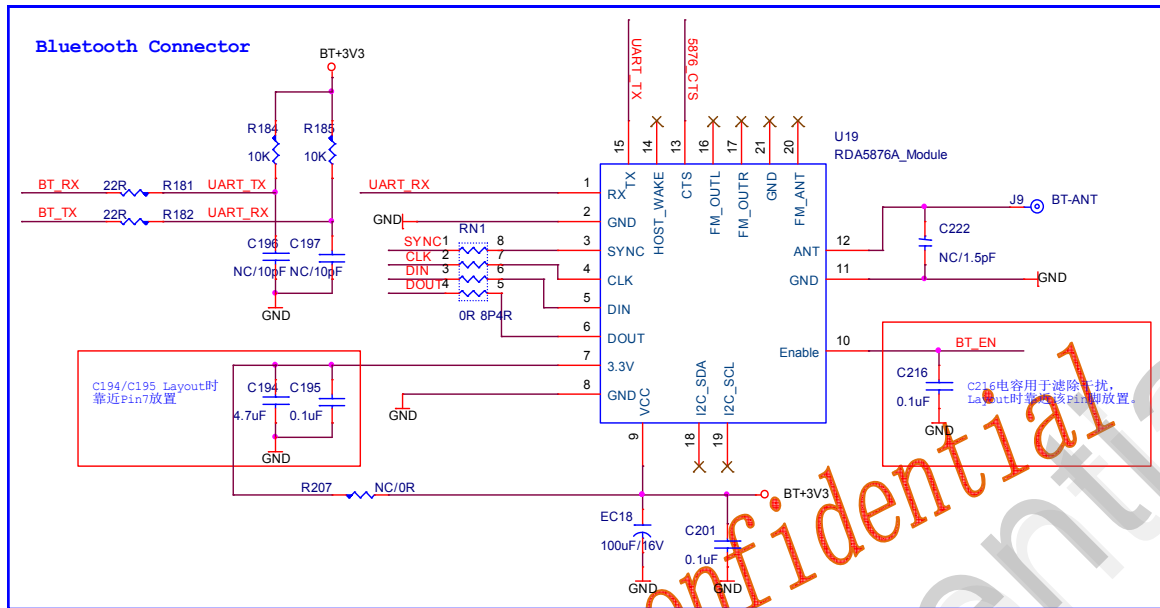 Bluetooth Connector
BT+3V3
R184
10K
R185
10K
BT_RX
22R
R181
UART_TX
BT_TX
22R
R182
UART_RX
C196
NC/10pF
C197
NC/10pF
GND
UART_TX
5876_CTS
15
14
13
16
17
21
20
U19
RDA5876A_Module
UART_RX
1
RX
TX
HOST_WAKE
CTS
FM_OUTL
FM_OUTR
GND
FM_ANT
GND
2
GND
RN1
SYNC
1
8
3
SYNC
CLK
2
7
4
CLK
DIN
3
6
5
DIN
DOUT
4
5
6
DOUT
0R 8P4R
7
3.3V
GND
8
GND
VCC
9
I2C_SDA
18
I2C_SCL
19
ANT
12
GND
11
Enable
10
J9
BT-ANT
C222
NC/1.5pF
GND
BT_EN
C216
0.1uF
GND
C216电容用于滤除干扰,
Layout时靠近该Pin脚放置。
C194/C195 Layout时
靠近Pin7放置
C194
4.7uF
C195
0.1uF
GND
R207
NC/0R
BT+3V3
EC18
100uF/16V
GND
C201
0.1uF
GND